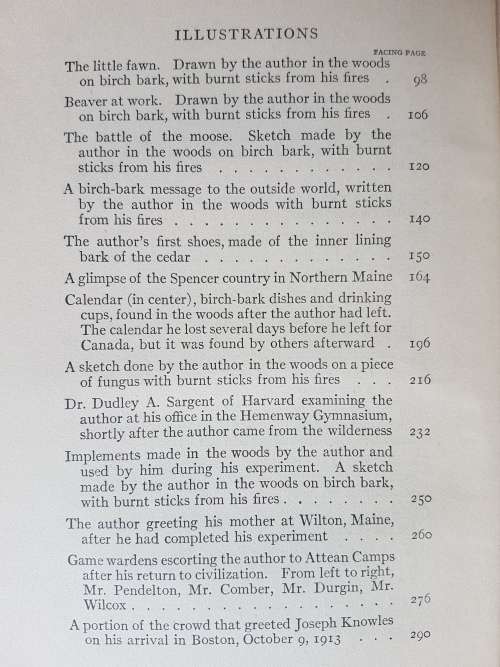 ILLUSTRATIONS
FACING PAGE
The little fawn. Drawn by the author in the woods
on birch bark, with burnt sticks from his fires . 98
Beaver at work. Drawn by the author in the woods
on birch bark, with burnt sticks from his fires . 106
The battle of the moose. Sketch made by the
author in the woods on birch bark, with burnt
sticks from his fires . . . . . . . . . . . . 120
A birch-bark message to the outside world, written
by the author in the woods with burnt sticks
from his fires . . . . . . . . . . . . . . . 140
The author's first shoes, made of the inner lining
bark of the cedar . . . . . . . . . . . . . 150
A glimpse of the Spencer country in Northern Maine 164
Calendar (in center), birch-bark dishes and drinking
cups, found in the woods after the author had left.
The calendar he lost several days before he left for
Canada, but it was found by others afterward . 196
A sketch done by the author in the woods on a piece
of fungus with burnt sticks from his fires . . . 216
Dr. Dudley A. Sargent of Harvard examining the
author at his office in the Hemenway Gymnasium,
shortly after the author came from the wilderness 232
Implements made in the woods by the author and
used by him during his experiment. A sketch
made by the author in the woods on birch bark,
with burnt sticks from his fires . . . . . . . . 250
The author greeting his mother at Wilton, Maine,
after he had completed his experiment . . . . 260
Game wardens escorting the author to Attean Camps
after his return to civilization. From left to right,
Mr. Pendelton, Mr. Comber, Mr. Durgin, Mr.
Wilcox . . . . . . . . . . . . . . . . . . 276
A portion of the crowd that greeted Joseph Knowles
on his arrival in Boston, October 9, 1913 . . . 290